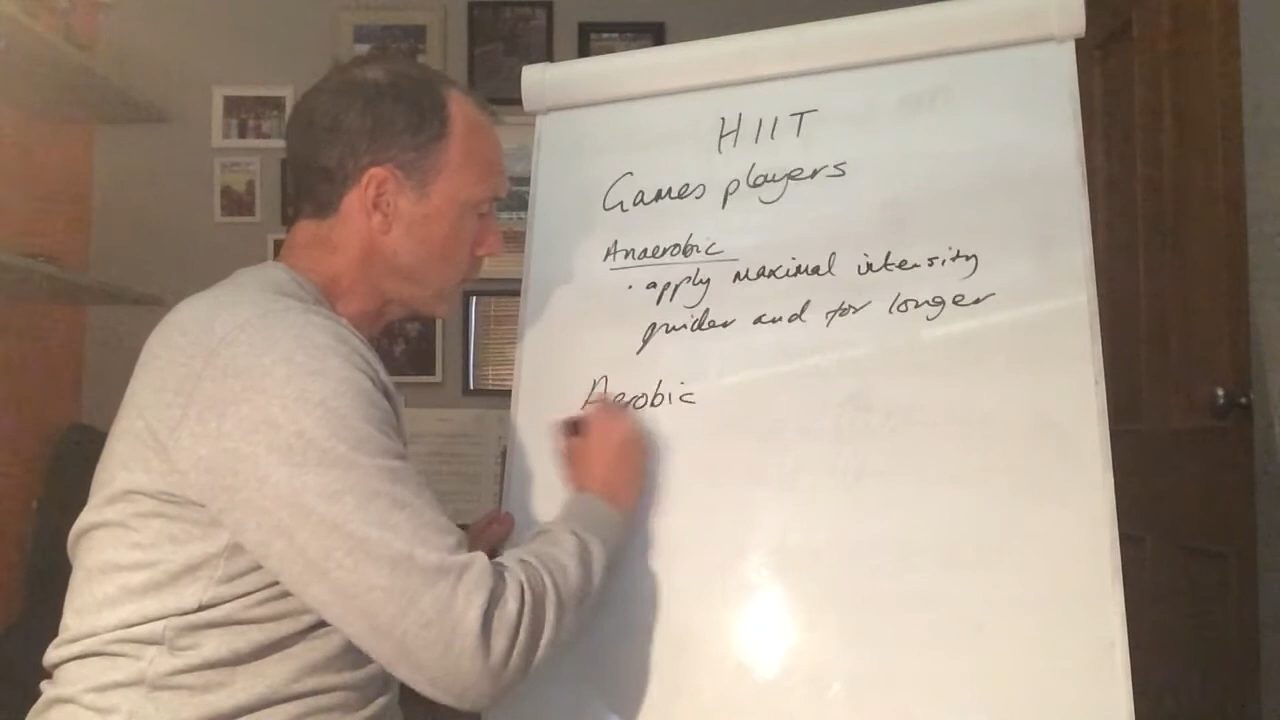 HIIT
Games players
Anaerobic
· apply maximal intensity
quicker and for longer
Aerobic